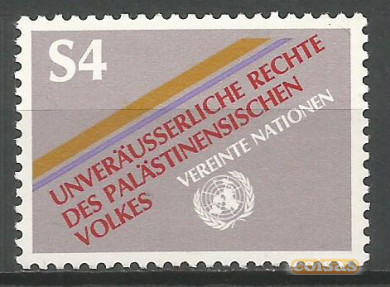 S4
UNVERÄUSSERLICHE RECHTE
DES PALÄSTINENSISCHEN
VOLKES
VEREINTE NATIONEN